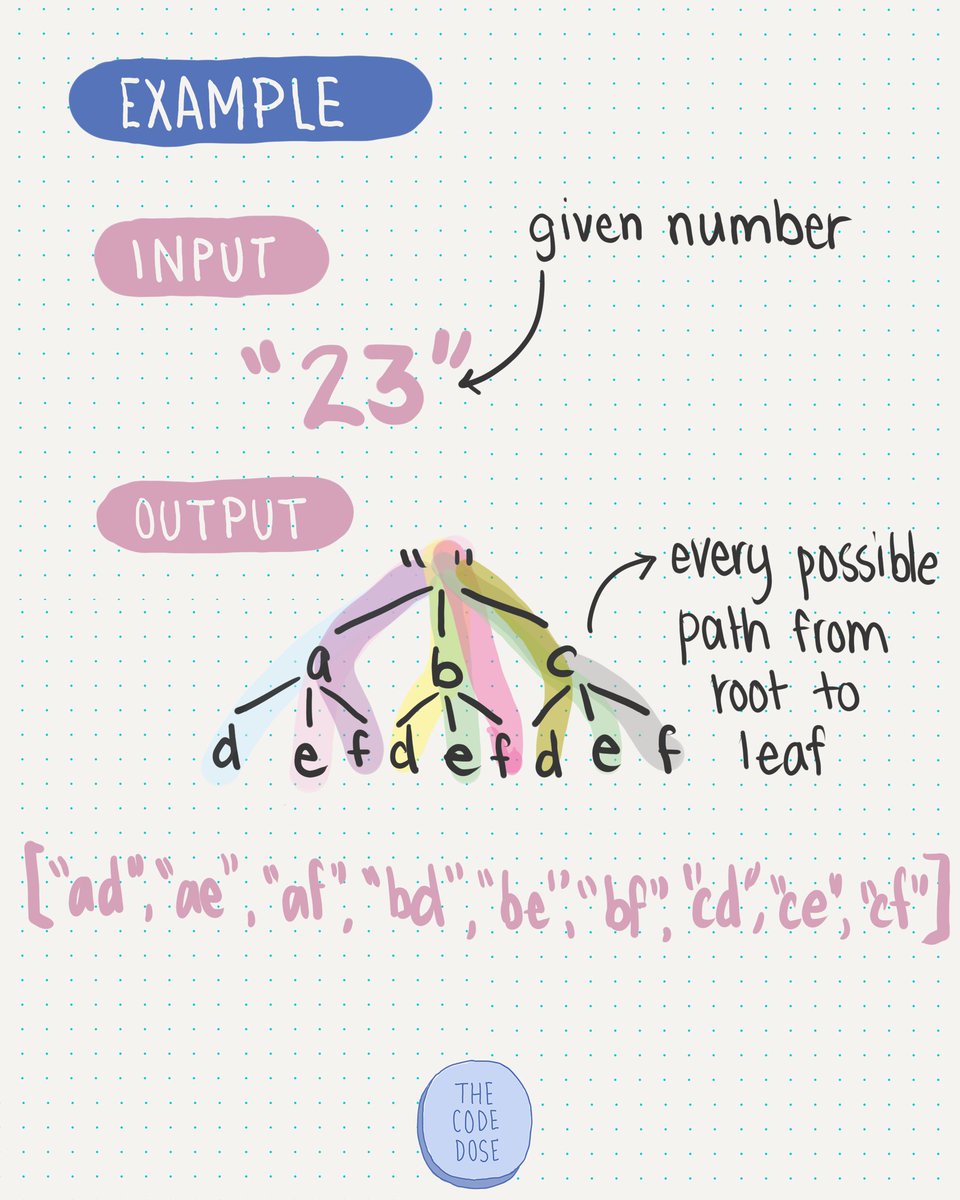 EXAMPLE
INPUT
given number
"23"
OUTPUT
" "
every possible
path from
root to
leaf
a b c
d e f d e f d e f
["ad", "ae", "af", "bd", "be", "bf", "cd", "ce", "cf"]
THE
CODE
DOSE